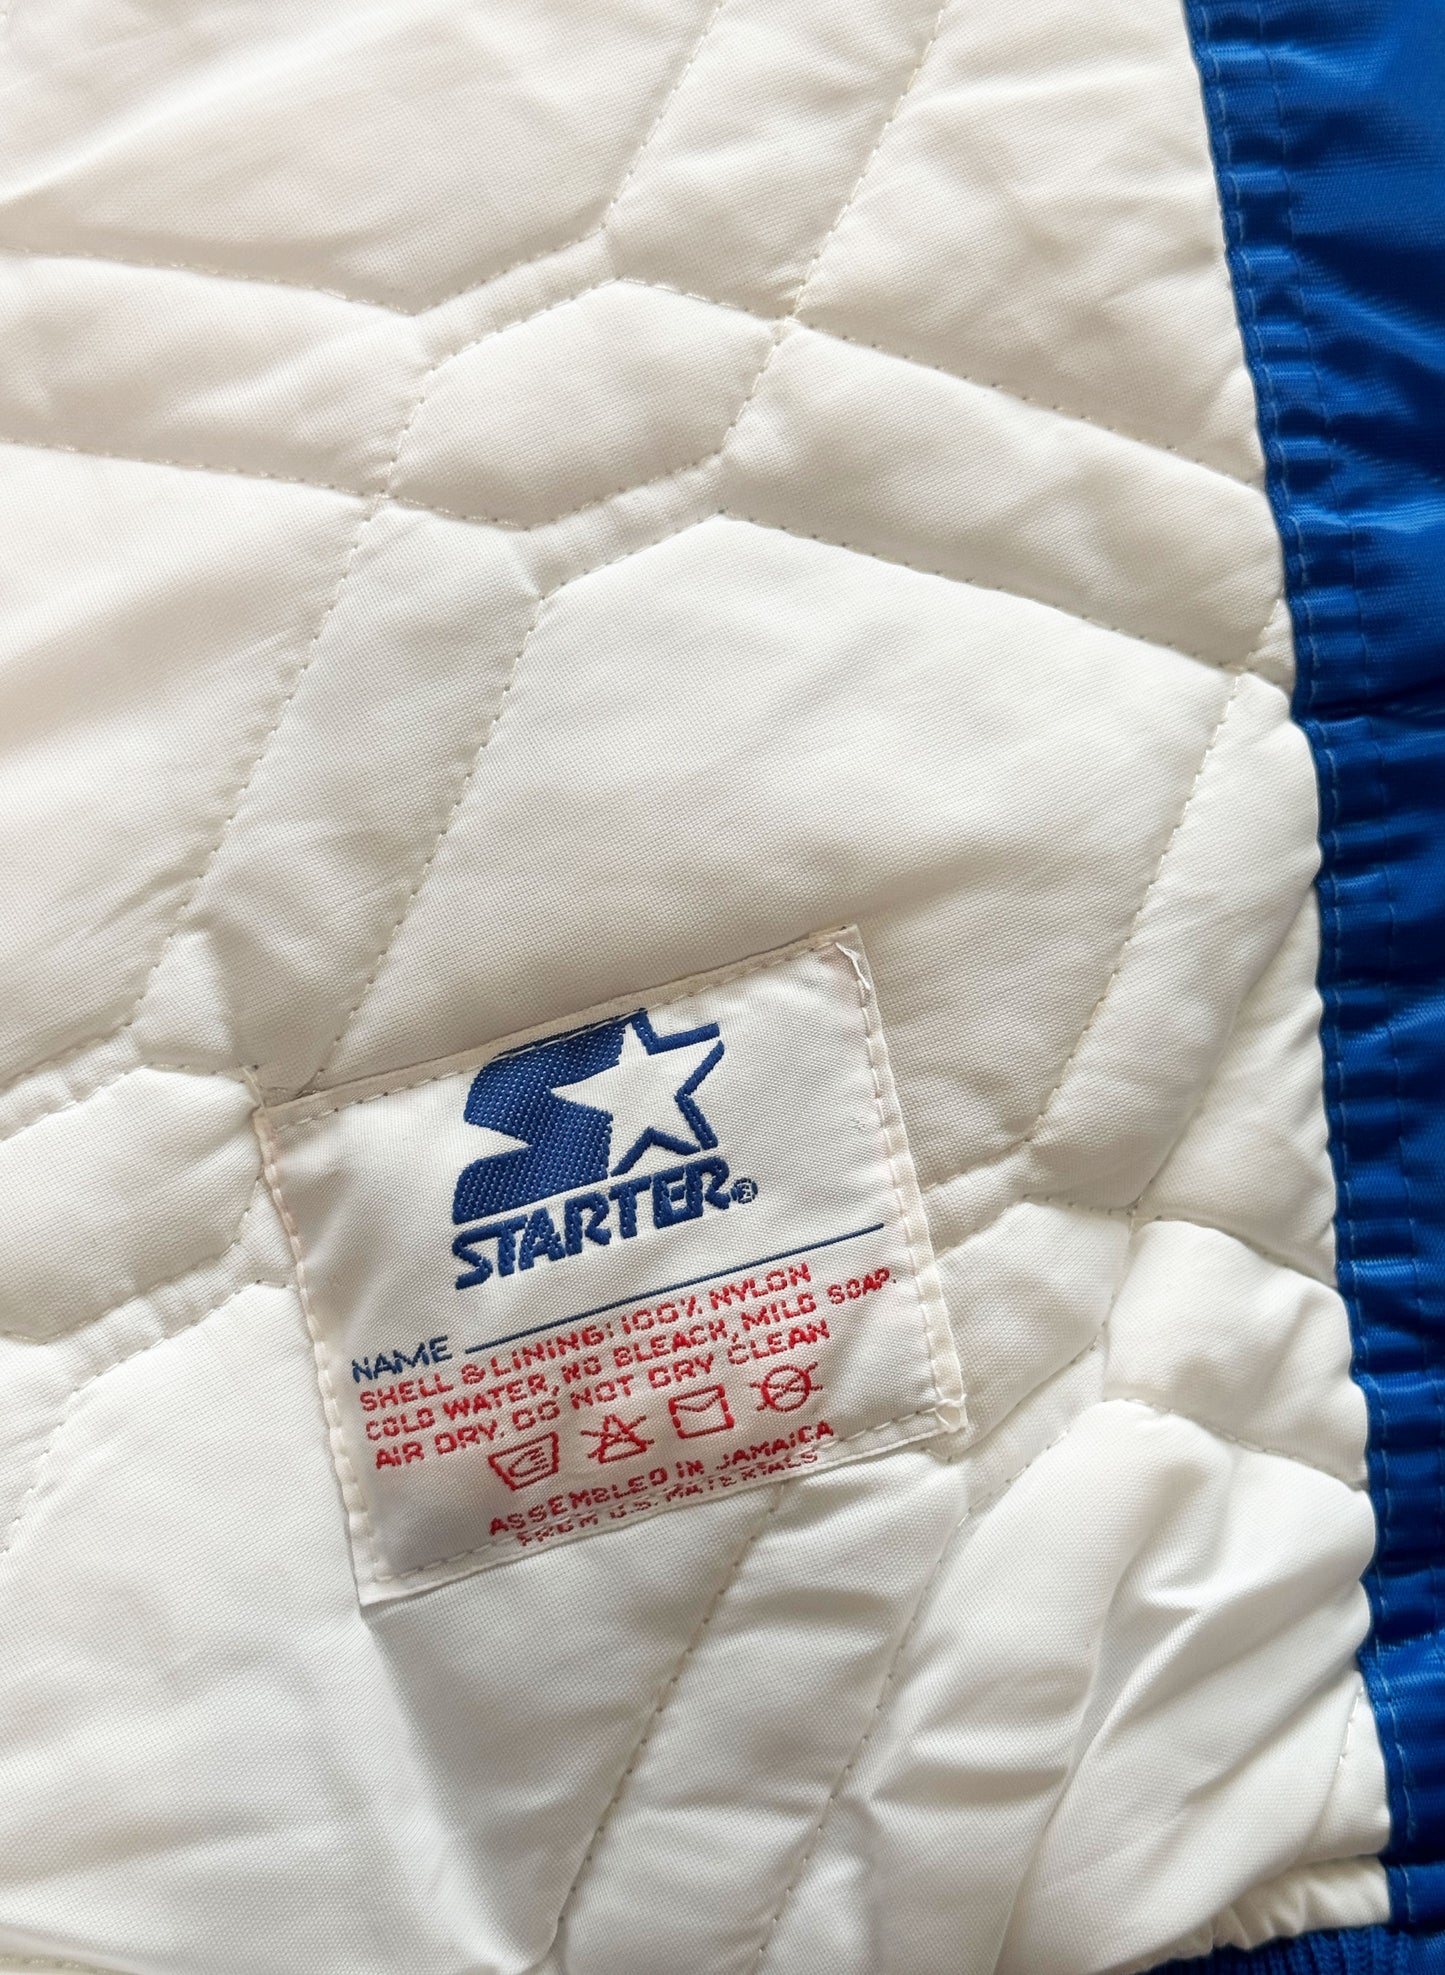 STARTER®
NAME
SHELL & LINING: 100% NYLON
COLD WATER, NO BLEACH, MILD SOAP.
AIR DRY. DO NOT DRY CLEAN
ASSEMBLED IN JAMAICA
FROM U.S. MATERIALS